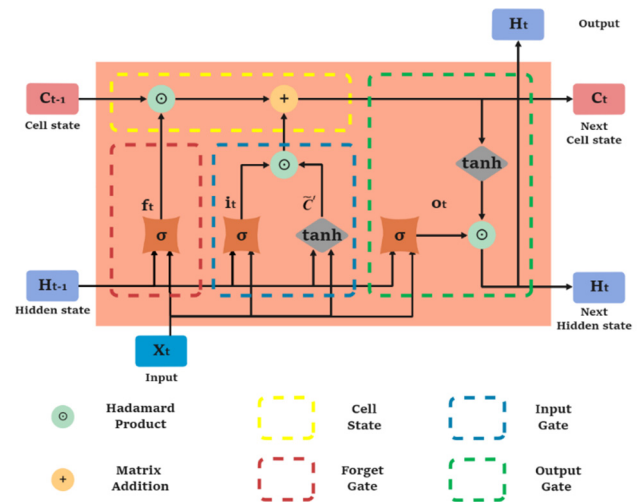 Ht
Output
Ct-1
⊙
+
Ct
Cell state
Next
Cell state
tanh
⊙
ft
it
C̃'
ot
σ
σ
tanh
σ
⊙
Ht-1
Ht
Hidden state
Next
Hidden state
Xt
Input
⊙
Hadamard
Product
Cell
State
Input
Gate
+
Matrix
Addition
Forget
Gate
Output
Gate